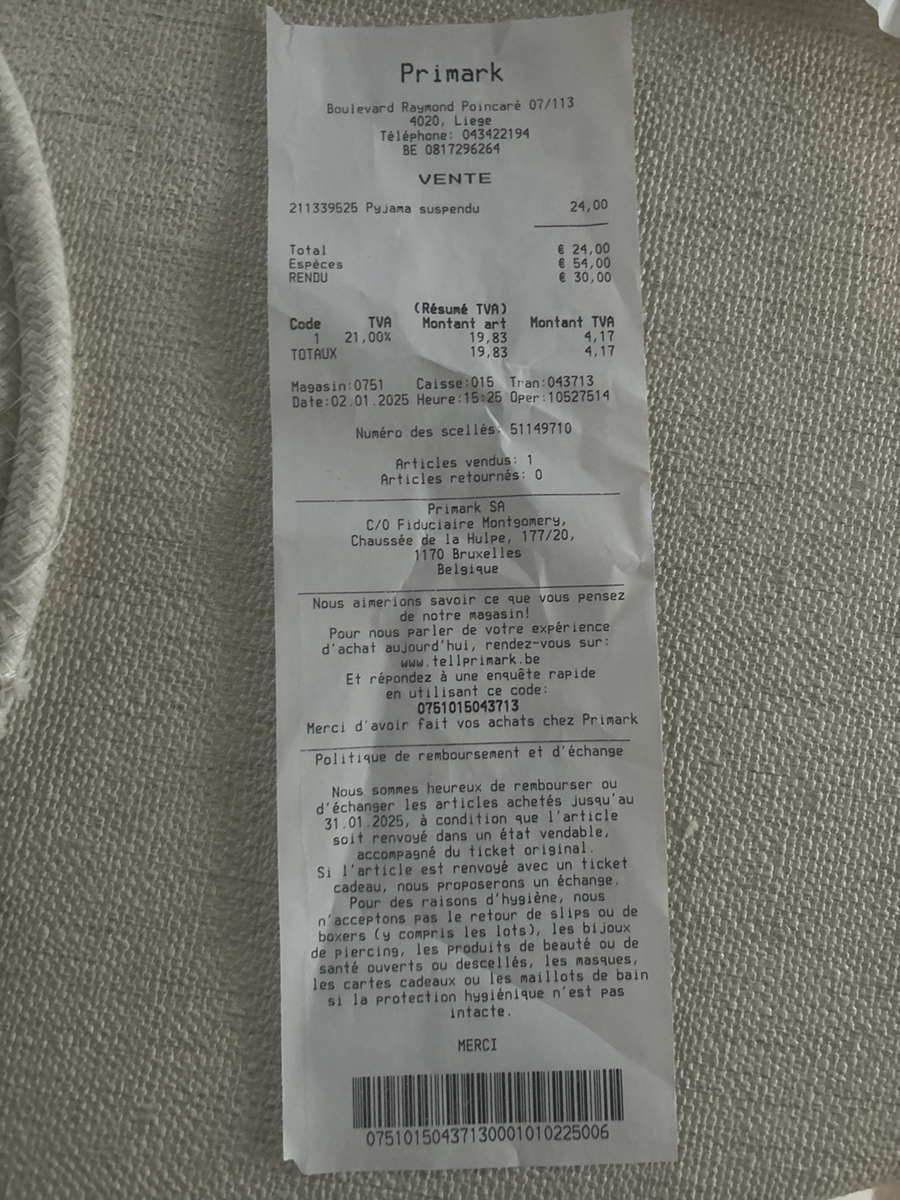 Primark
Boulevard Raymond Poincaré 07/113
4020, Liege
Téléphone: 043422194
BE 0817296264
VENTE
211339525 Pyjama suspendu 24,00
Total € 24,00
Espéces € 54,00
RENDU € 30,00
(Résumé TVA)
Code TVA Montant art Montant TVA
1 21,00% 19,83 4,17
TOTAUX 19,83 4,17
Magasin:0751 Caisse:015 Tran:043713
Date:02.01.2025 Heure:15:25 Oper:10527514
Numéro des scellés: 51149710
Articles vendus: 1
Articles retournés: 0
Primark SA
C/O Fiduciaire Montgomery,
Chaussée de la Hulpe, 177/20,
1170 Bruxelles
Belgique
Nous aimerions savoir ce que vous pensez
de notre magasin!
Pour nous parler de votre expérience
d'achat aujourd'hui, rendez-vous sur:
www.tellprimark.be
Et répondez à une enquête rapide
en utilisant ce code:
0751015043713
Merci d'avoir fait vos achats chez Primark
Politique de remboursement et d'échange
Nous sommes heureux de rembourser ou
d'échanger les articles achetés jusqu'au
31.01.2025, à condition que l'article
soit renvoyé dans un état vendable,
accompagné du ticket original.
Si l'article est renvoyé avec un ticket
cadeau, nous proposerons un échange.
Pour des raisons d'hygiène, nous
n'acceptons pas le retour de slips ou de
boxers (y compris les lots), les bijoux
de piercing, les produits de beauté ou de
santé ouverts ou descellés, les masques,
les cartes cadeaux ou les maillots de bain
si la protection hygiénique n'est pas
intacte.
MERCI
07510150437130001010225006